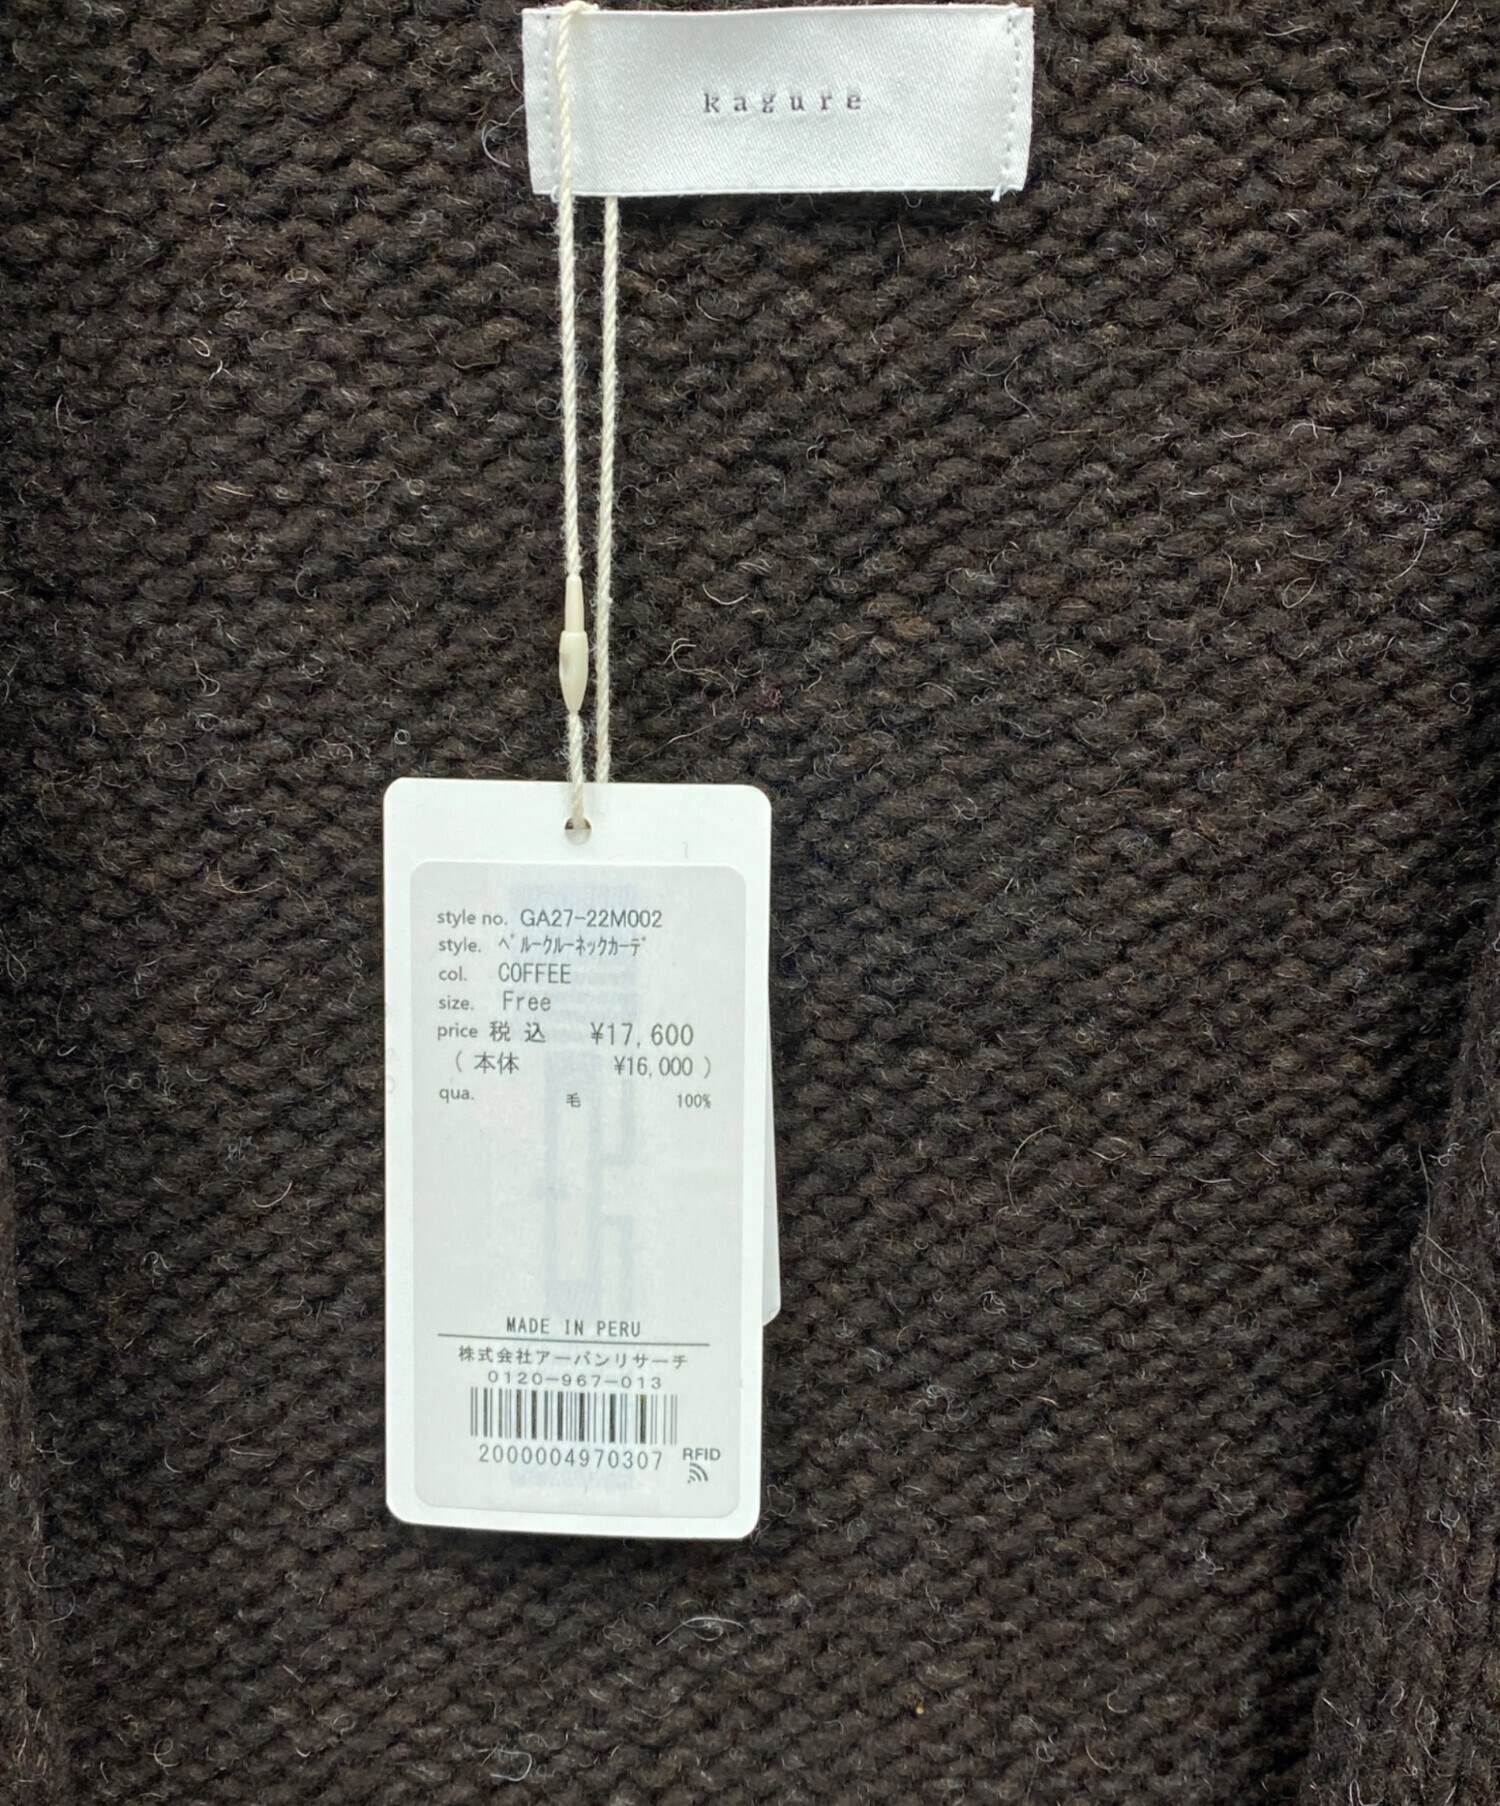 kagure
style no. GA27-22M002
style. ペルークルーネックカーデ
col. COFFEE
size. Free
price 税込 ¥17,600
(本体 ¥16,000)
qua. 毛 100%
MADE IN PERU
株式会社アーバンリサーチ
0120-967-013
2000004970307
RFID